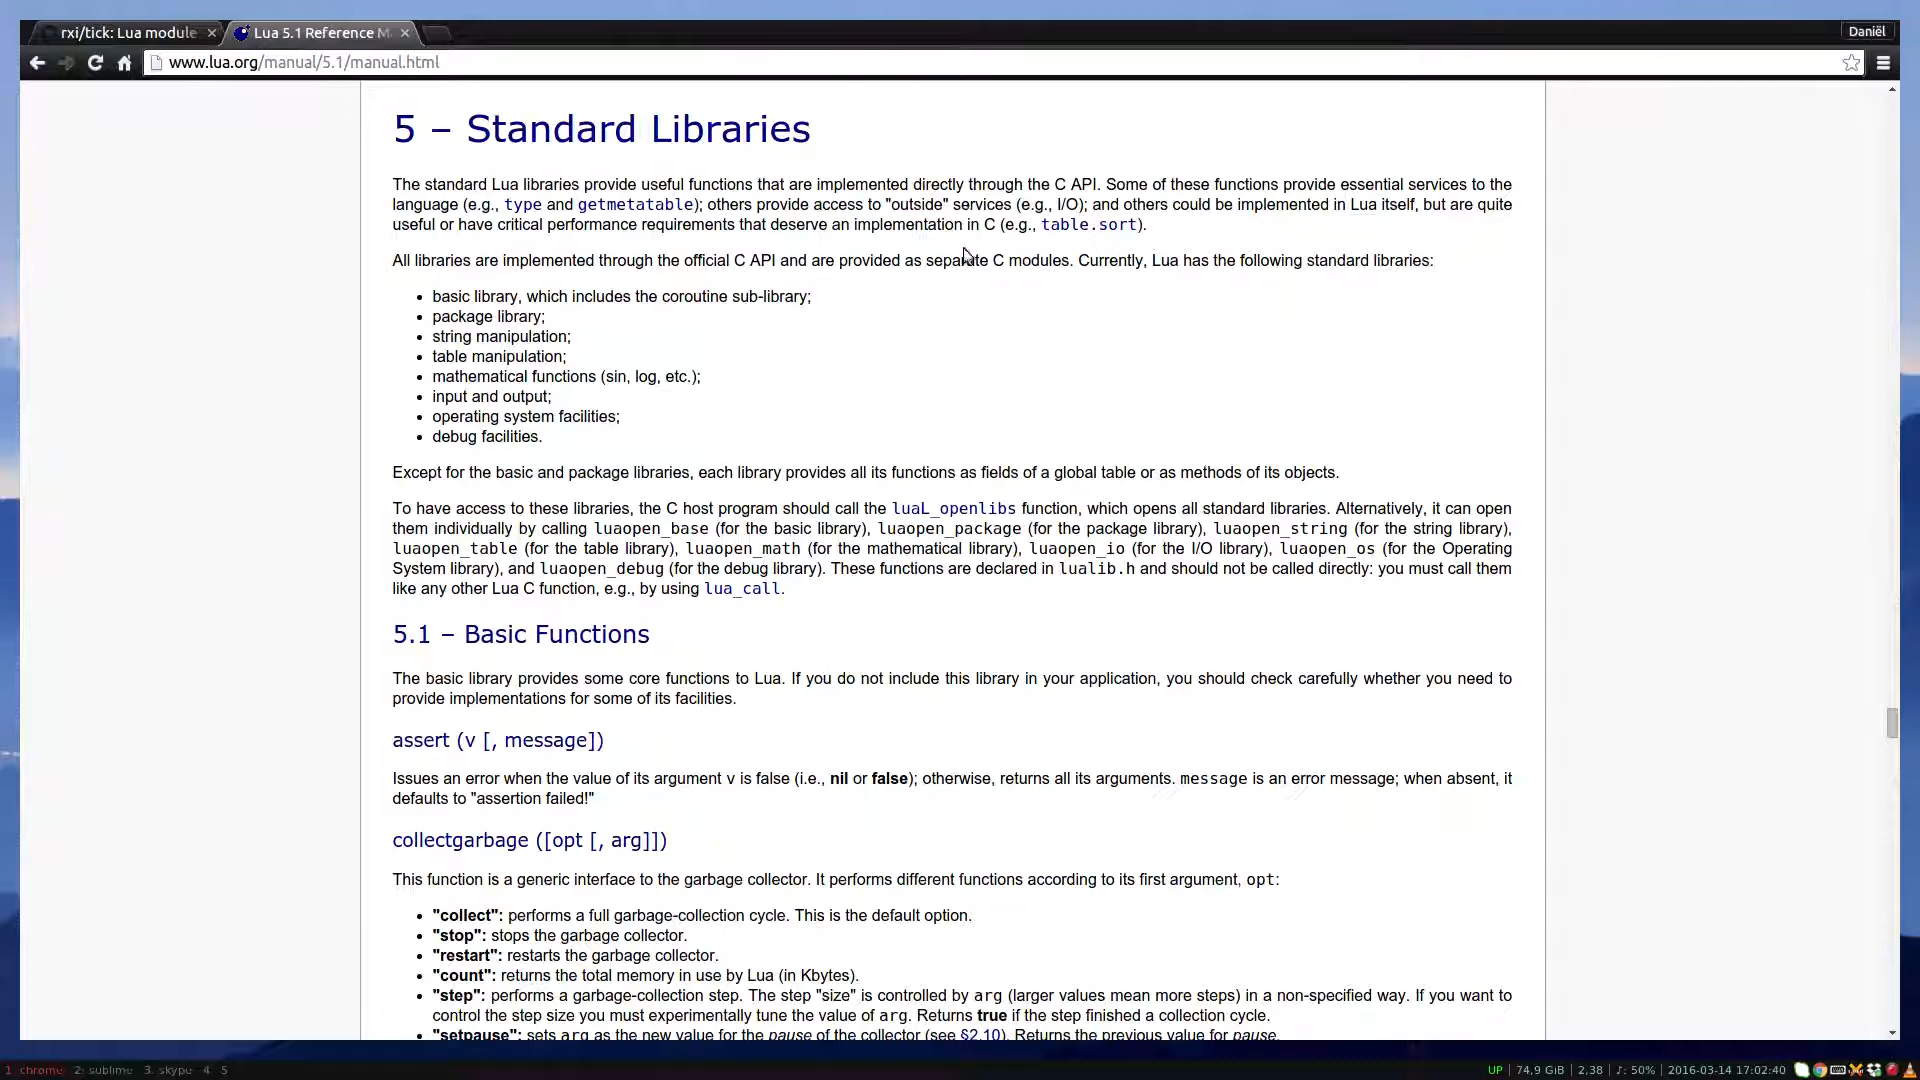 rxi/tick: Lua module
Lua 5.1 Reference M
Daniël
www.lua.org/manual/5.1/manual.html
5 – Standard Libraries
The standard Lua libraries provide useful functions that are implemented directly through the C API. Some of these functions provide essential services to the
language (e.g., type and getmetatable); others provide access to "outside" services (e.g., I/O); and others could be implemented in Lua itself, but are quite
useful or have critical performance requirements that deserve an implementation in C (e.g., table.sort).
All libraries are implemented through the official C API and are provided as separate C modules. Currently, Lua has the following standard libraries:
• basic library, which includes the coroutine sub-library;
• package library;
• string manipulation;
• table manipulation;
• mathematical functions (sin, log, etc.);
• input and output;
• operating system facilities;
• debug facilities.
Except for the basic and package libraries, each library provides all its functions as fields of a global table or as methods of its objects.
To have access to these libraries, the C host program should call the luaL_openlibs function, which opens all standard libraries. Alternatively, it can open
them individually by calling luaopen_base (for the basic library), luaopen_package (for the package library), luaopen_string (for the string library),
luaopen_table (for the table library), luaopen_math (for the mathematical library), luaopen_io (for the I/O library), luaopen_os (for the Operating
System library), and luaopen_debug (for the debug library). These functions are declared in lualib.h and should not be called directly: you must call them
like any other Lua C function, e.g., by using lua_call.
5.1 – Basic Functions
The basic library provides some core functions to Lua. If you do not include this library in your application, you should check carefully whether you need to
provide implementations for some of its facilities.
assert (v [, message])
Issues an error when the value of its argument v is false (i.e., nil or false); otherwise, returns all its arguments. message is an error message; when absent, it
defaults to "assertion failed!"
collectgarbage ([opt [, arg]])
This function is a generic interface to the garbage collector. It performs different functions according to its first argument, opt:
• "collect": performs a full garbage-collection cycle. This is the default option.
• "stop": stops the garbage collector.
• "restart": restarts the garbage collector.
• "count": returns the total memory in use by Lua (in Kbytes).
• "step": performs a garbage-collection step. The step "size" is controlled by arg (larger values mean more steps) in a non-specified way. If you want to
control the step size you must experimentally tune the value of arg. Returns true if the step finished a collection cycle.
• "setpause": sets arg as the new value for the pause of the collector (see §2.10). Returns the previous value for pause.
1: chrome 2: sublime 3: skype 4 5
UP | 74,9 GiB | 2,38 | ♪: 50% | 2016-03-14 17:02:40